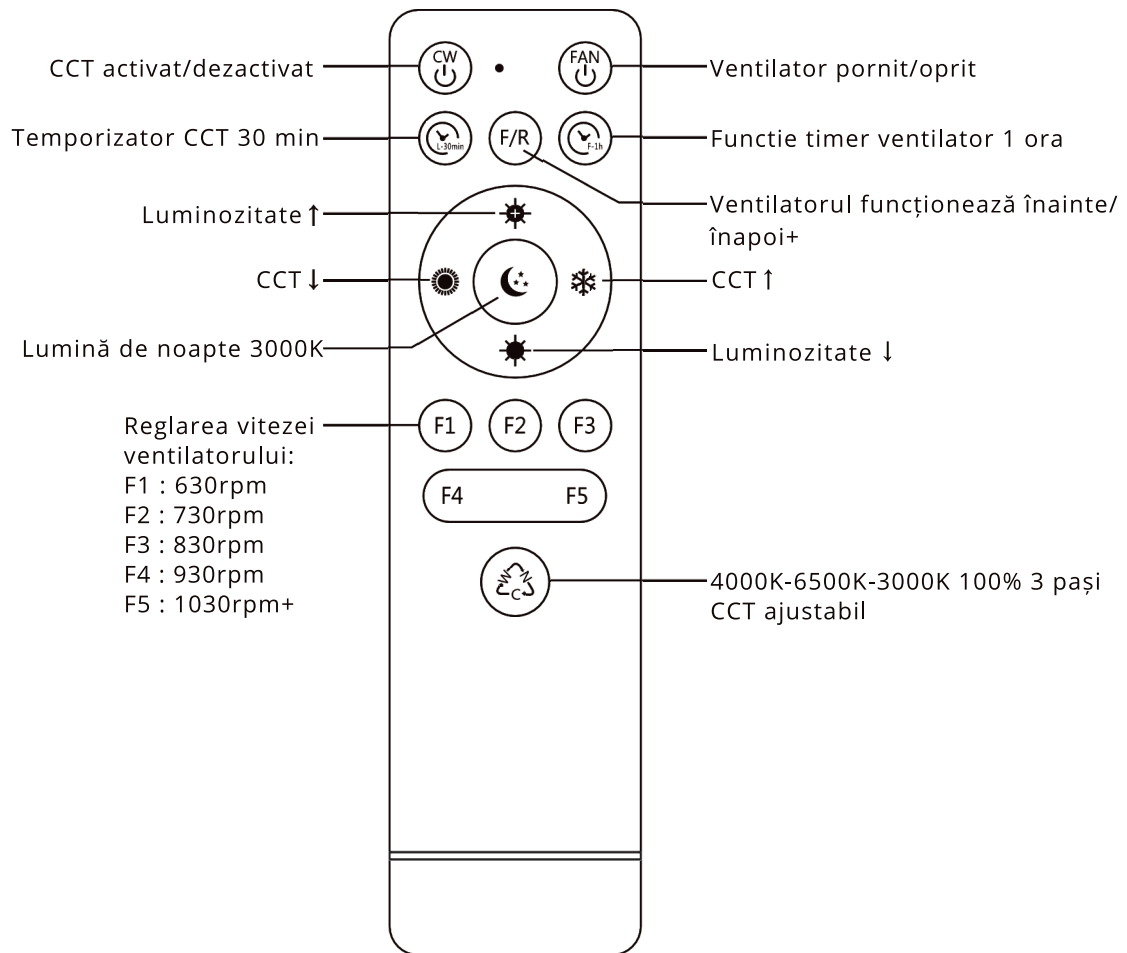 CCT activat/dezactivat
CW
FAN
Ventilator pornit/oprit
Temporizator CCT 30 min
L-30min
F/R
F-1h
Functie timer ventilator 1 ora
Luminozitate ↑
Ventilatorul funcționează înainte/
înapoi+
CCT ↓
CCT ↑
Lumină de noapte 3000K
Luminozitate ↓
Reglarea vitezei
ventilatorului:
F1 : 630rpm
F2 : 730rpm
F3 : 830rpm
F4 : 930rpm
F5 : 1030rpm+
F1
F2
F3
F4
F5
W
N
C
4000K-6500K-3000K 100% 3 pași
CCT ajustabil